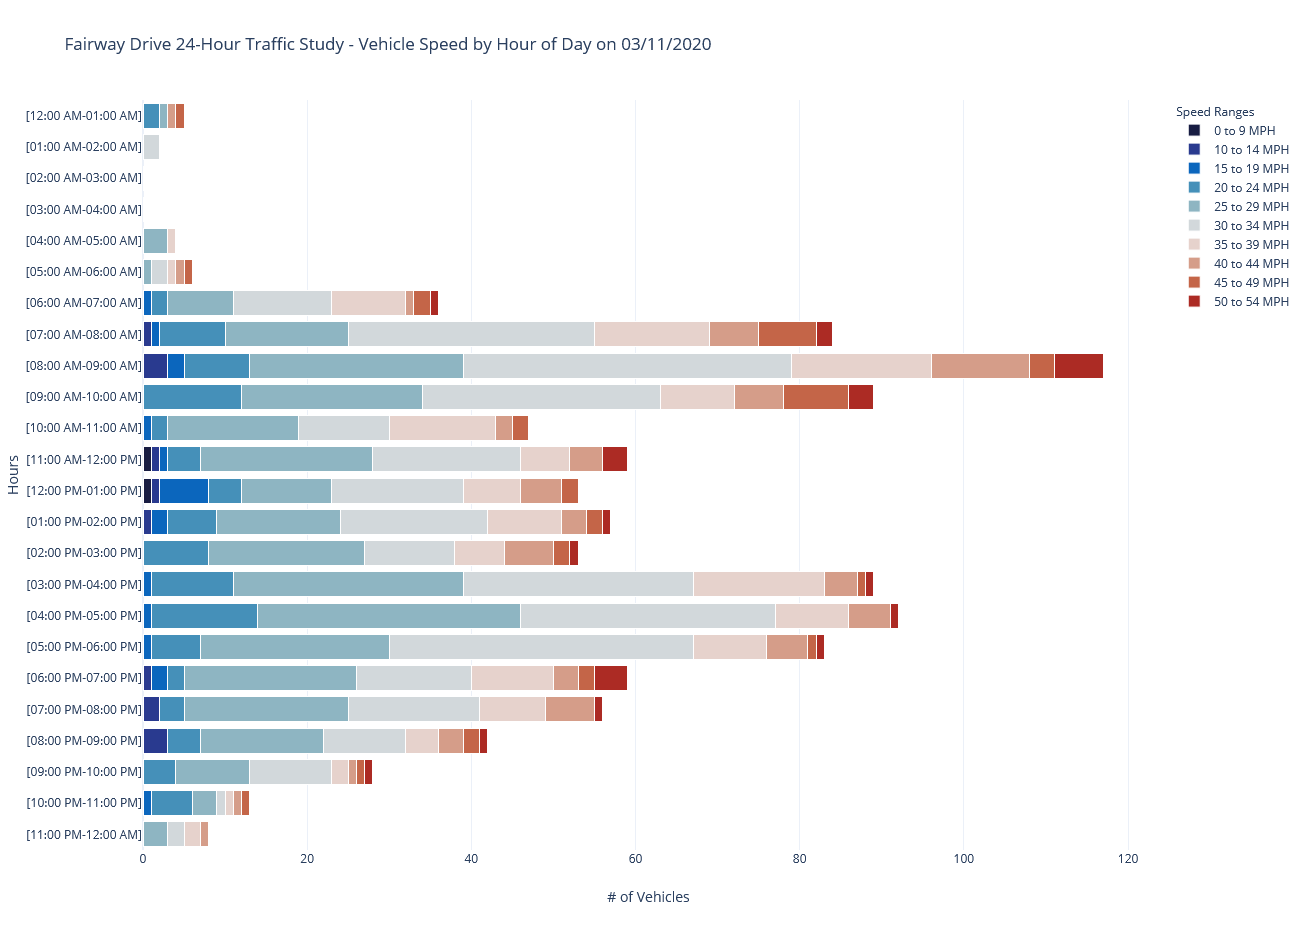 Fairway Drive 24-Hour Traffic Study - Vehicle Speed by Hour of Day on 03/11/2020
Speed Ranges
0 to 9 MPH
10 to 14 MPH
15 to 19 MPH
20 to 24 MPH
25 to 29 MPH
30 to 34 MPH
35 to 39 MPH
40 to 44 MPH
45 to 49 MPH
50 to 54 MPH
Hours
[12:00 AM-01:00 AM]
[01:00 AM-02:00 AM]
[02:00 AM-03:00 AM]
[03:00 AM-04:00 AM]
[04:00 AM-05:00 AM]
[05:00 AM-06:00 AM]
[06:00 AM-07:00 AM]
[07:00 AM-08:00 AM]
[08:00 AM-09:00 AM]
[09:00 AM-10:00 AM]
[10:00 AM-11:00 AM]
[11:00 AM-12:00 PM]
[12:00 PM-01:00 PM]
[01:00 PM-02:00 PM]
[02:00 PM-03:00 PM]
[03:00 PM-04:00 PM]
[04:00 PM-05:00 PM]
[05:00 PM-06:00 PM]
[06:00 PM-07:00 PM]
[07:00 PM-08:00 PM]
[08:00 PM-09:00 PM]
[09:00 PM-10:00 PM]
[10:00 PM-11:00 PM]
[11:00 PM-12:00 AM]
0 20 40 60 80 100 120
# of Vehicles